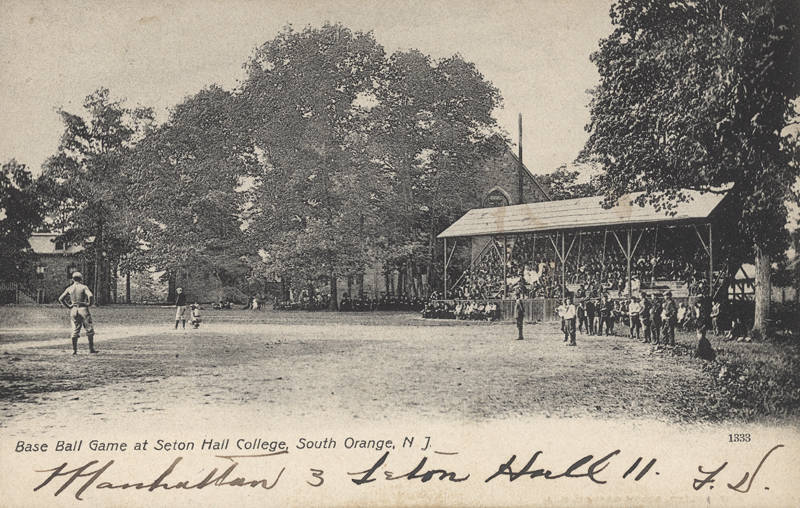 Base Ball Game at Seton Hall College, South Orange, N J. 1333
Manhattan 3 Seton Hall 11. F. D.